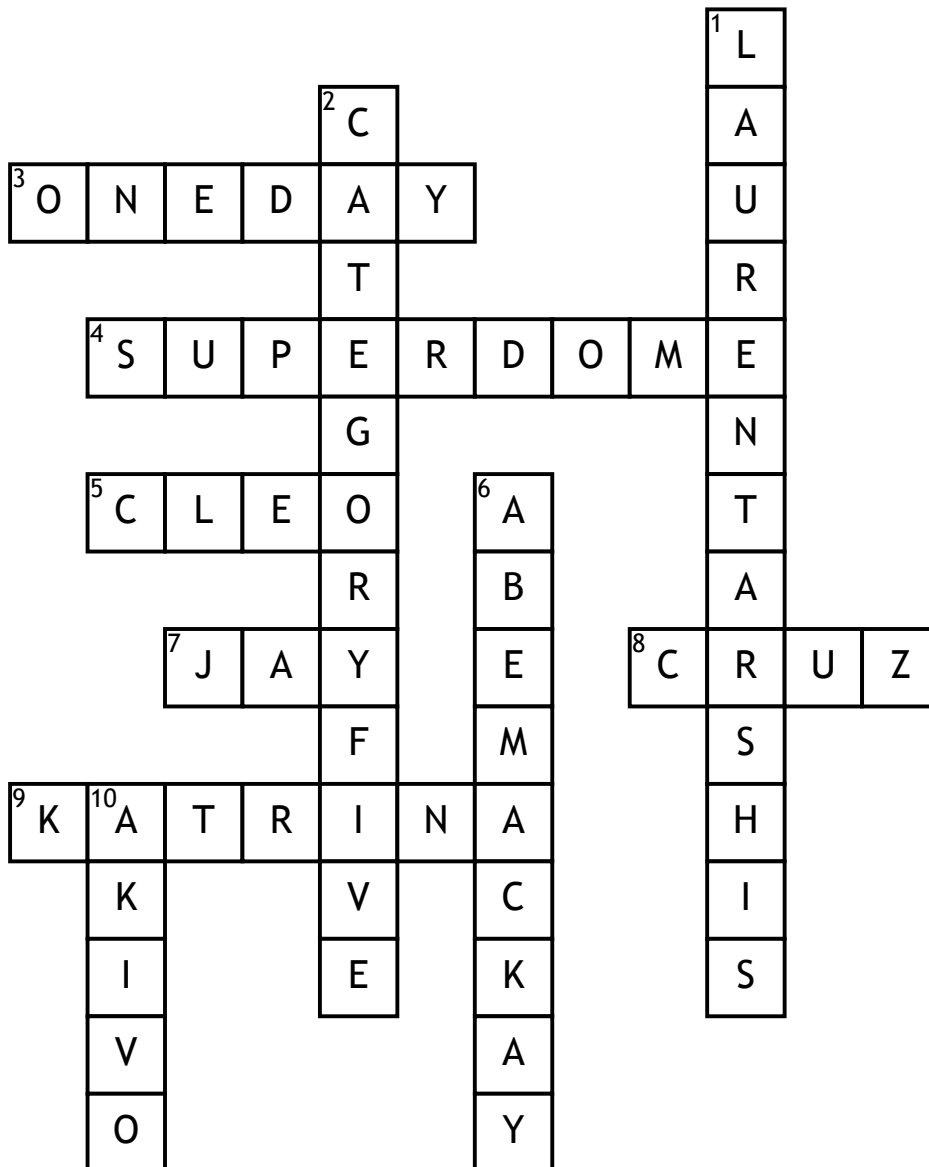 1 L
2 C A
3 O N E D A Y U
T R
4 S U P E R D O M E
G N
5 C L E O 6 A T
R B A
7 J A Y E 8 C R U Z
F M S
9 K 10 A T R I N A H
K V C I
I E K S
V A
O Y